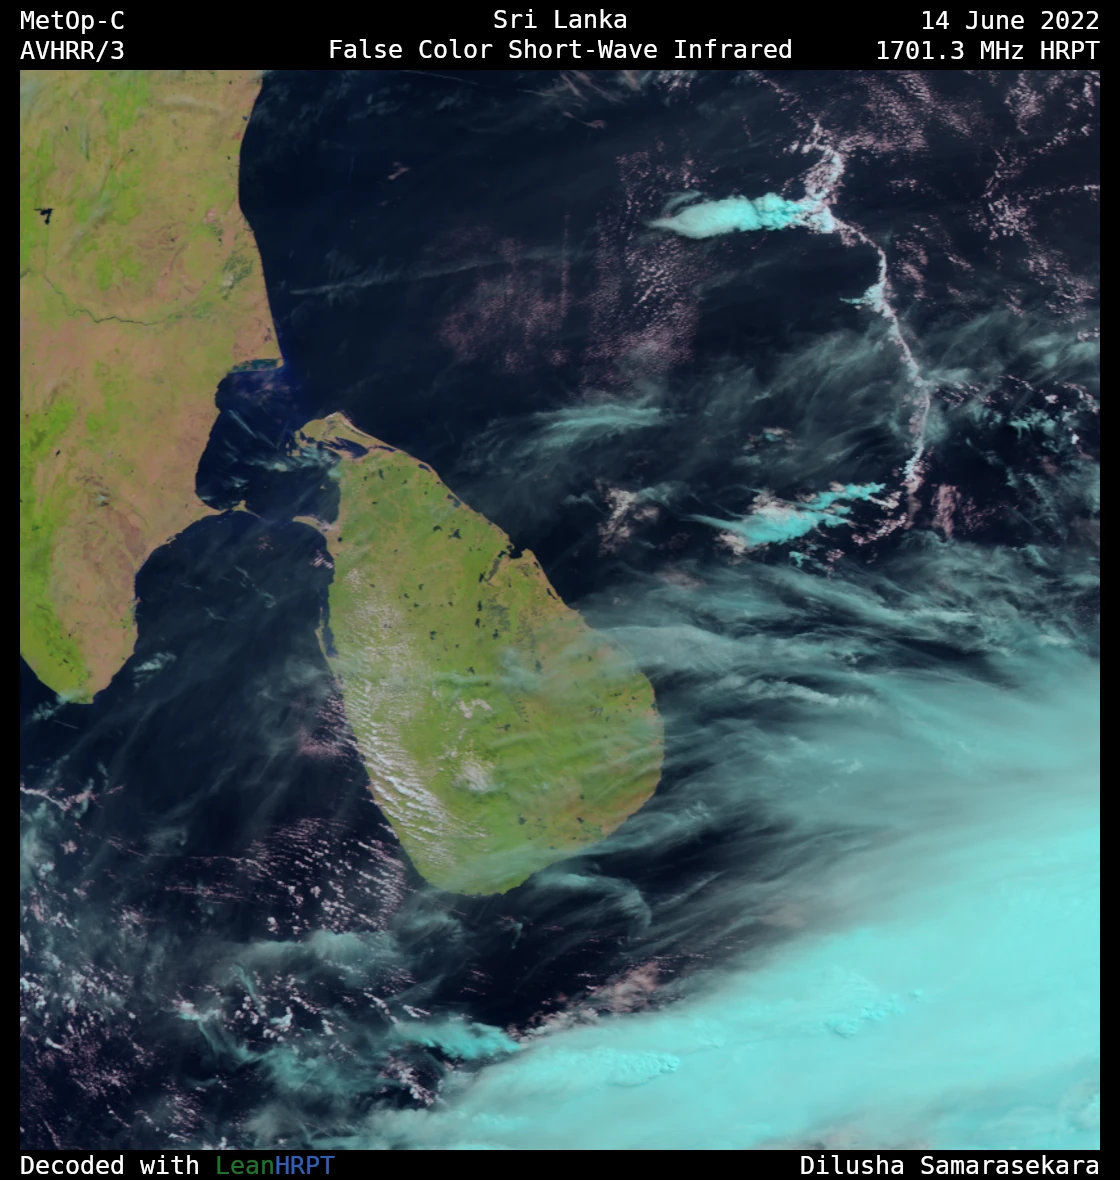 MetOp-C
AVHRR/3
Sri Lanka
False Color Short-Wave Infrared
14 June 2022
1701.3 MHz HRPT
Decoded with LeanHRPT
Dilusha Samarasekara